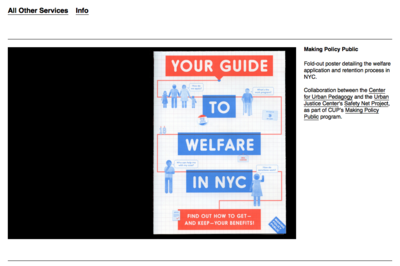 All Other Services Info
Making Policy Public
Fold-out poster detailing the welfare
application and retention process in
NYC.
Collaboration between the Center
for Urban Pedagogy and the Urban
Justice Center's Safety Net Project,
as part of CUP's Making Policy
Public program.
YOUR GUIDE
TO
WELFARE
IN NYC
FIND OUT HOW TO GET—
AND KEEP—YOUR BENEFITS!